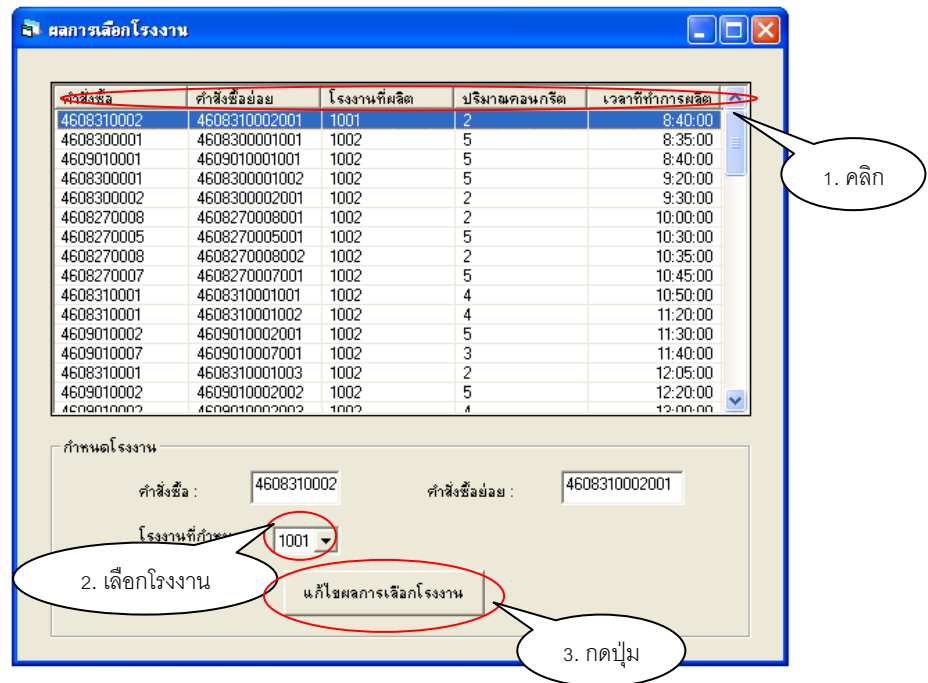 ผลการเลือกโรงงาน
คำสั่งซื้อ คำสั่งซื้อย่อย โรงงานที่ผลิต ปริมาณคอนกรีต เวลาที่ทำการผลิต
4608310002 4608310002001 1001 2 8:40:00
4608300001 4608300001001 1002 5 8:35:00
4609010001 4609010001001 1002 5 8:40:00
4608300001 4608300001002 1002 5 9:20:00
4608300002 4608300002001 1002 2 9:30:00
4608270008 4608270008001 1002 2 10:00:00
4608270005 4608270005001 1002 5 10:30:00
4608270008 4608270008002 1002 2 10:35:00
4608270007 4608270007001 1002 5 10:45:00
4608310001 4608310001001 1002 4 10:50:00
4608310001 4608310001002 1002 4 11:20:00
4609010002 4609010002001 1002 5 11:30:00
4609010007 4609010007001 1002 3 11:40:00
4608310001 4608310001003 1002 2 12:05:00
4609010002 4609010002002 1002 5 12:20:00
4609010002 4609010002003 1002 4 13:00:00
1. คลิก
กำหนดโรงงาน
คำสั่งซื้อ : 4608310002 คำสั่งซื้อย่อย : 4608310002001
1001
2. เลือกโรงงาน
แก้ไขผลการเลือกโรงงาน
3. กดปุ่ม